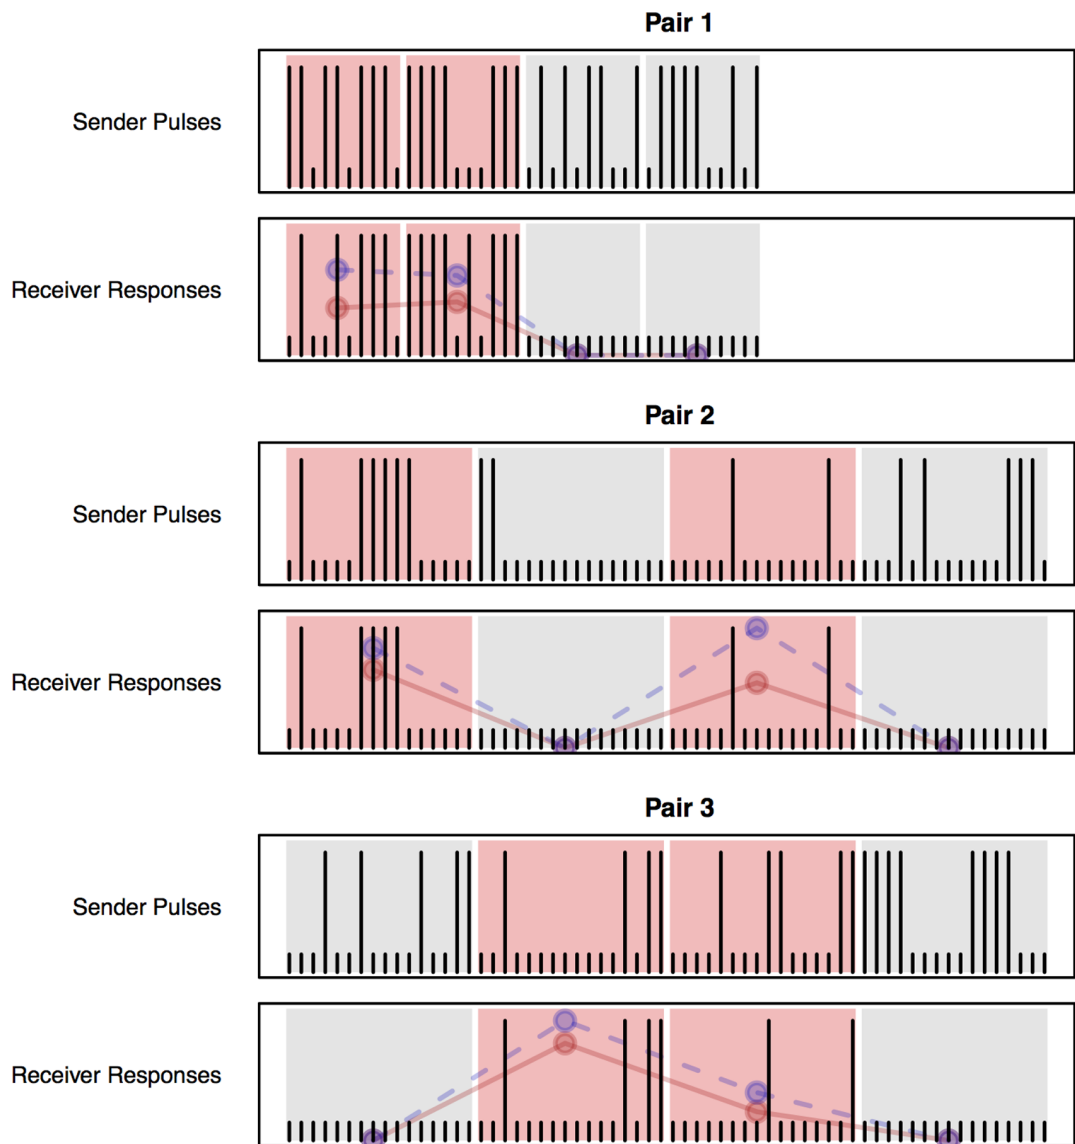 Pair 1
Sender Pulses
Receiver Responses
Pair 2
Sender Pulses
Receiver Responses
Pair 3
Sender Pulses
Receiver Responses